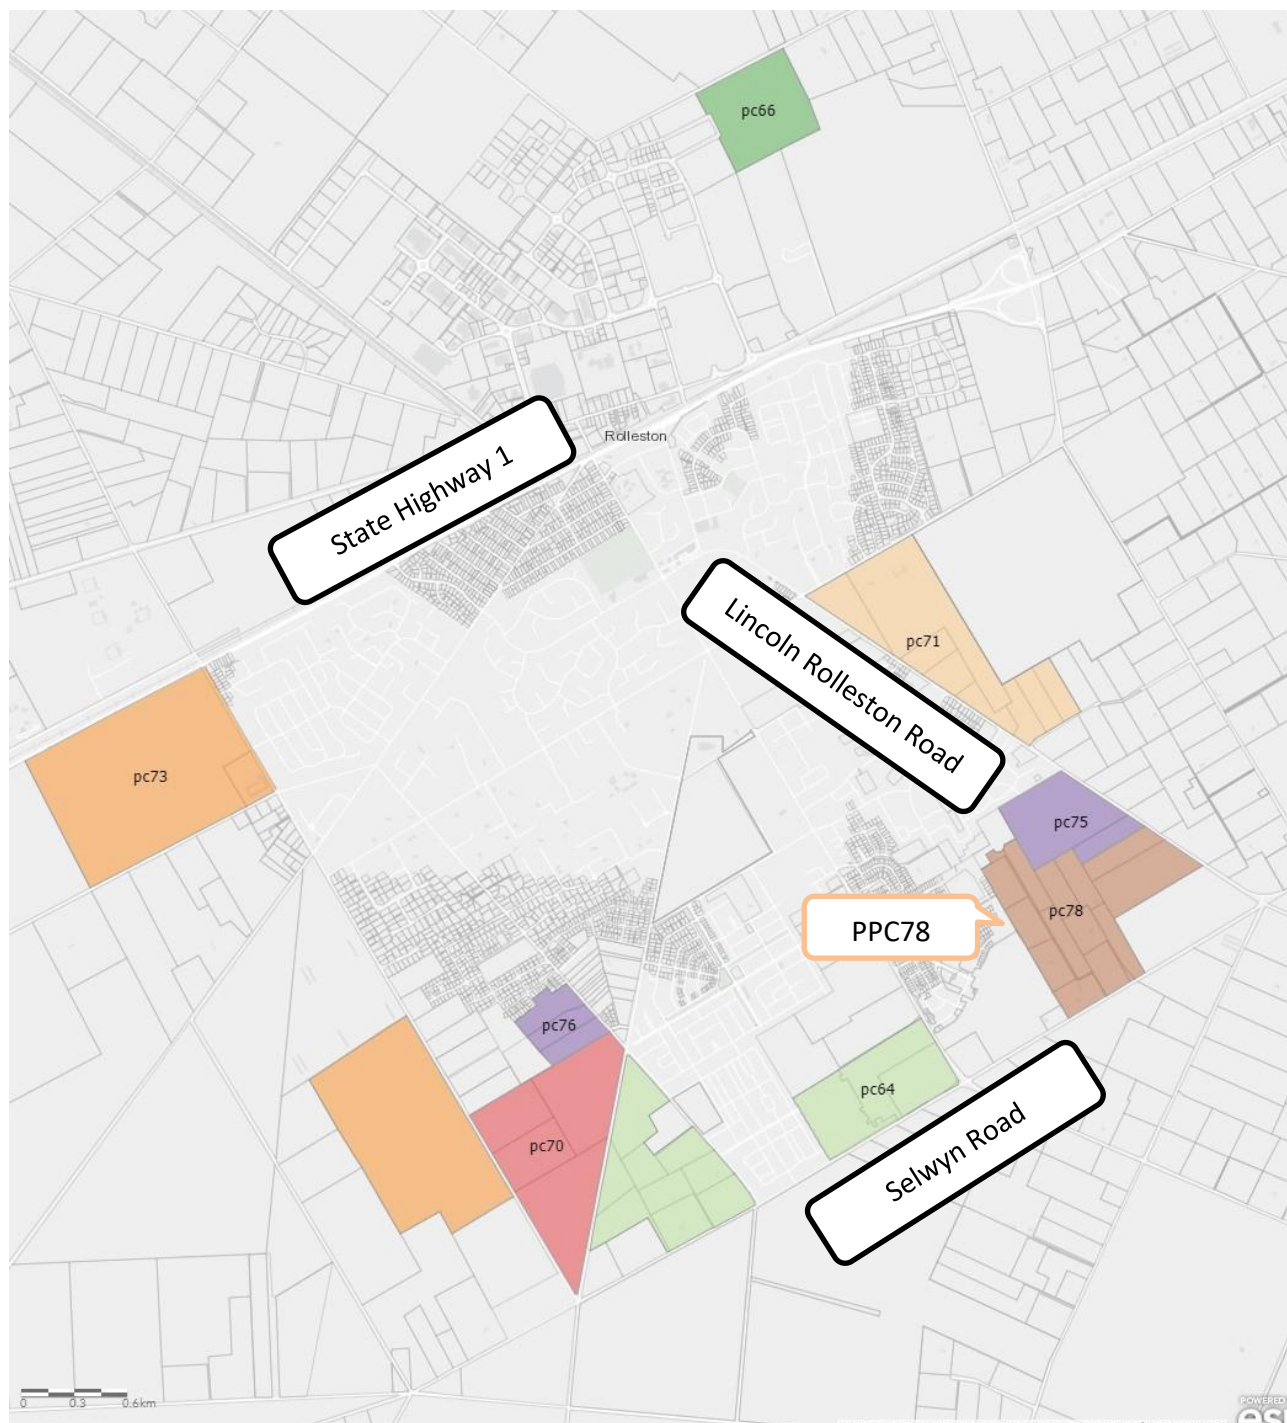 pc66
Rolleston
State Highway 1
Lincoln Rolleston Road
pc71
pc73
pc75
pc78
PPC78
pc76
pc64
pc70
Selwyn Road
0 0.3 0.6km
POWERED